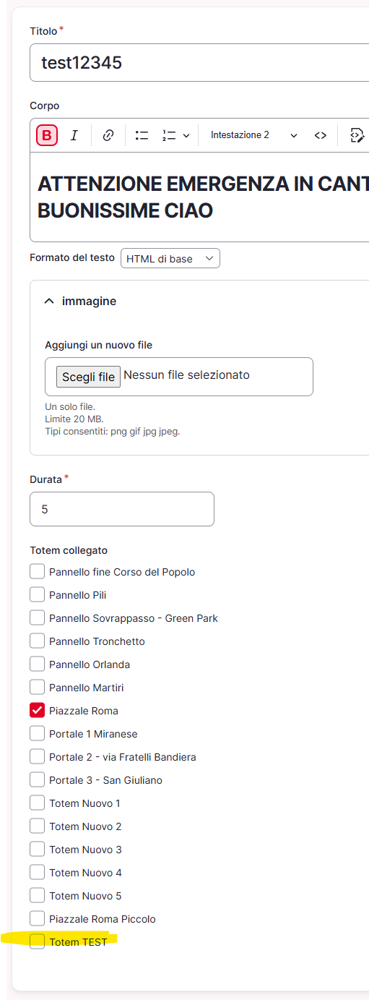 Titolo*
test12345
Corpo
B I Intestazione 2
ATTENZIONE EMERGENZA IN CANT
BUONISSIME CIAO
Formato del testo HTML di base
immagine
Aggiungi un nuovo file
Scegli file Nessun file selezionato
Un solo file.
Limite 20 MB.
Tipi consentiti: png gif jpg jpeg.
Durata*
5
Totem collegato
Pannello fine Corso del Popolo
Pannello Pili
Pannello Sovrappasso - Green Park
Pannello Tronchetto
Pannello Orlanda
Pannello Martiri
Piazzale Roma
Portale 1 Miranese
Portale 2 - via Fratelli Bandiera
Portale 3 - San Giuliano
Totem Nuovo 1
Totem Nuovo 2
Totem Nuovo 3
Totem Nuovo 4
Totem Nuovo 5
Piazzale Roma Piccolo
Totem TEST